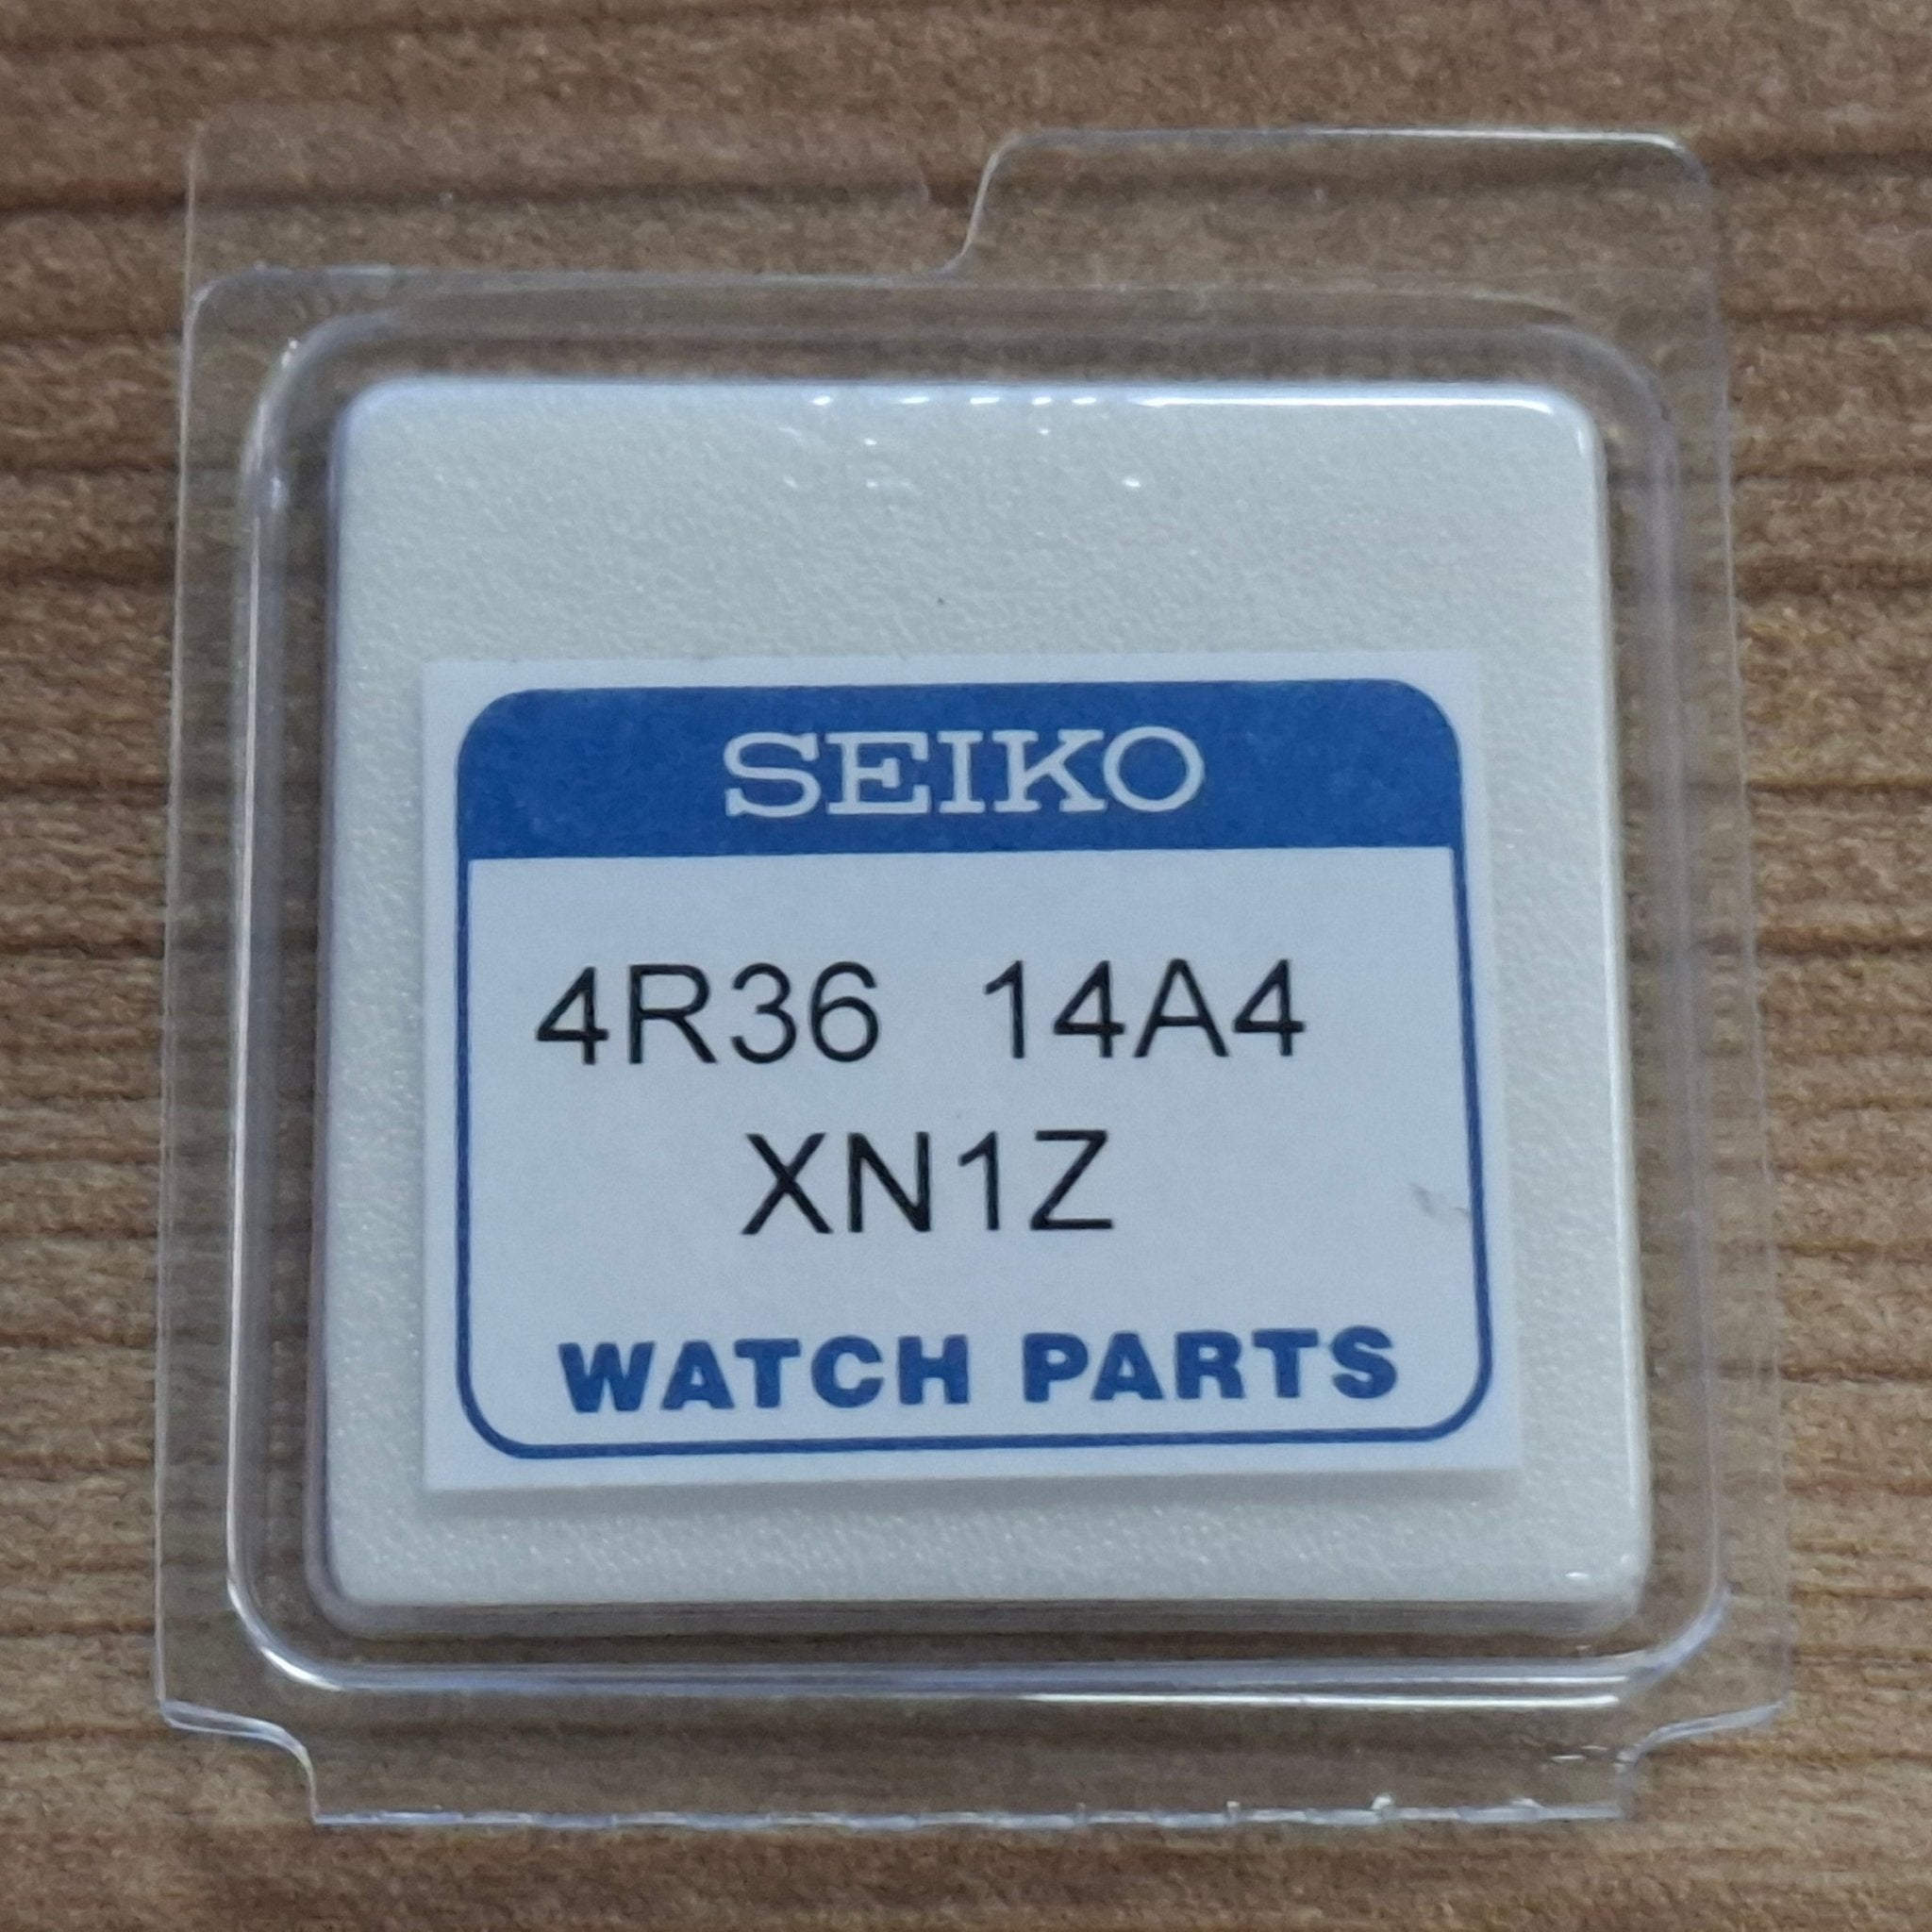 SEIKO
4R36 14A4
XN1Z
WATCH PARTS